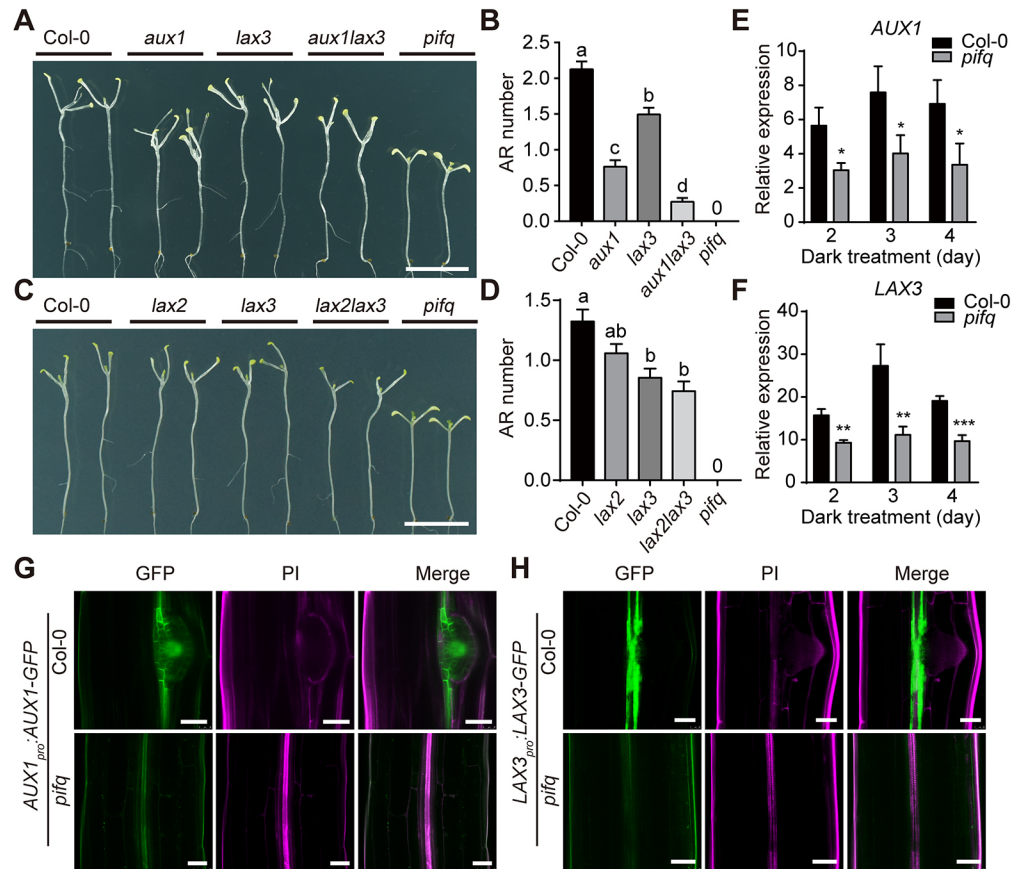 A
Col-0 aux1 lax3 aux1lax3 pifq
B
AR number
2.5
2.0
1.5
1.0
0.5
0.0
a
c
b
d
0
Col-0
aux1
lax3
aux1lax3
pifq
C
Col-0 lax2 lax3 lax2lax3 pifq
D
AR number
1.5
1.0
0.5
0.0
a
ab
b
b
0
Col-0
lax2
lax3
lax2lax3
pifq
E
AUX1
Col-0
pifq
Relative expression
10
8
6
4
2
0
* * *
2 3 4
Dark treatment (day)
F
LAX3
Col-0
pifq
Relative expression
40
30
20
10
0
** ** ***
2 3 4
Dark treatment (day)
G
GFP PI Merge
AUX1pro:AUX1-GFP
Col-0
pifq
H
GFP PI Merge
LAX3pro:LAX3-GFP
Col-0
pifq